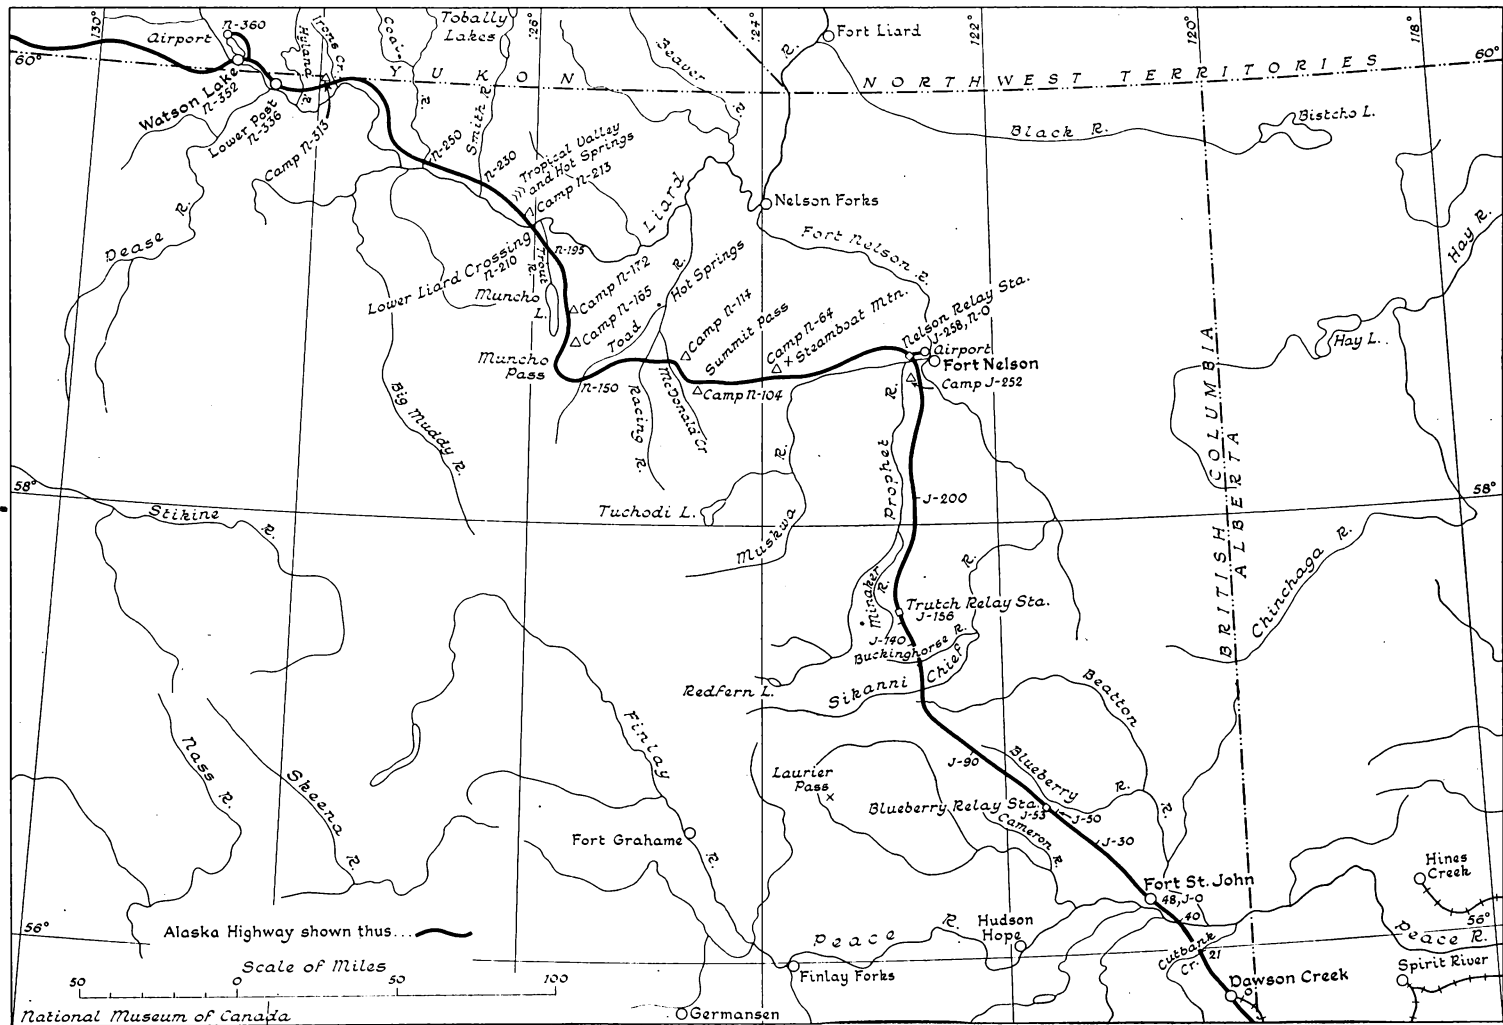 130°
n-360
Airport
Hyland
R.
Irons Cr.
Coal
R.
Tobally
Lakes
126°
Beaver
R.
124°
R.
Fort Liard
122°
120°
118°
60°
60°
YUKON
NORTHWEST TERRITORIES
Watson Lake
n-352
Lower Post
n-336
Camp n-313
n-250
Smith R.
n-230
Tropical Valley
and Hot Springs
Camp n-213
Black R.
Bistcho L.
Dease R.
Liard
Nelson Forks
Fort Nelson R.
Hay R.
Lower Liard Crossing
n-210
n-195
Trout
R.
Muncho
L.
Camp n-172
Camp n-165
Toad
R.
Hot Springs
Camp n-117
Summit Pass
Camp n-64
Steamboat Mtn.
Nelson Relay Sta.
J-258, n-0
Airport
Fort Nelson
Camp J-252
Hay L.
Muncho
Pass
n-150
Racing R.
McDonald Cr
Camp n-104
Big Muddy R.
R.
Prophet
R.
BRITISH COLUMBIA
ALBERTA
58°
58°
Stikine
R.
Tuchodi L.
Muskwa
J-200
R.
Chinchaga R.
Minaker
R.
Trutch Relay Sta.
J-156
J-140
Buckinghorse R.
Redfern L.
Sikanni Chief
Beatton
R.
Nass R.
Skeena
R.
Finlay
R.
Laurier
Pass
J-90
Blueberry
R.
Blueberry Relay Sta.
J-53
J-50
Cameron
R.
J-30
Fort Grahame
Hines
Creek
Fort St. John
48, J-0
40
56°
56°
Alaska Highway shown thus...
Peace
R.
Hudson
Hope
Cutbank
Cr.
21
Peace R.
Spirit River
Scale of Miles
50 0 50 100
Finlay Forks
Dawson Creek
0
National Museum of Canada
Germansen